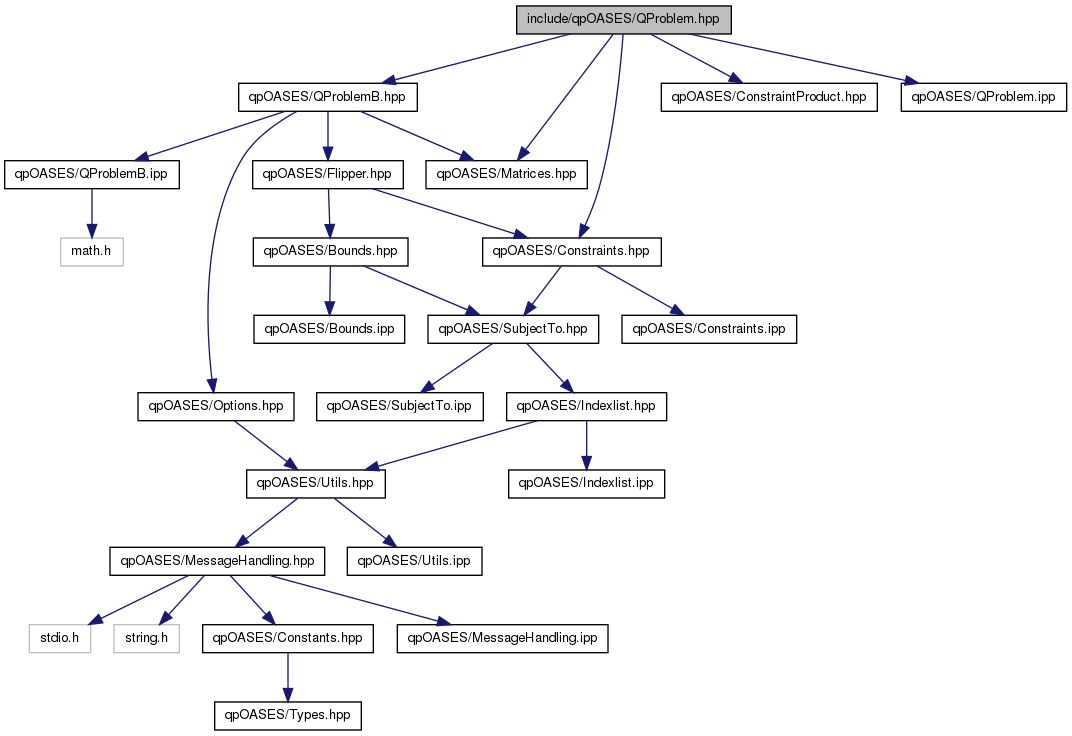 include/qpOASES/QProblem.hpp
qpOASES/QProblemB.hpp
qpOASES/ConstraintProduct.hpp
qpOASES/QProblem.ipp
qpOASES/QProblemB.ipp
qpOASES/Flipper.hpp
qpOASES/Matrices.hpp
math.h
qpOASES/Bounds.hpp
qpOASES/Constraints.hpp
qpOASES/Bounds.ipp
qpOASES/SubjectTo.hpp
qpOASES/Constraints.ipp
qpOASES/Options.hpp
qpOASES/SubjectTo.ipp
qpOASES/Indexlist.hpp
qpOASES/Utils.hpp
qpOASES/Indexlist.ipp
qpOASES/MessageHandling.hpp
qpOASES/Utils.ipp
stdio.h
string.h
qpOASES/Constants.hpp
qpOASES/MessageHandling.ipp
qpOASES/Types.hpp